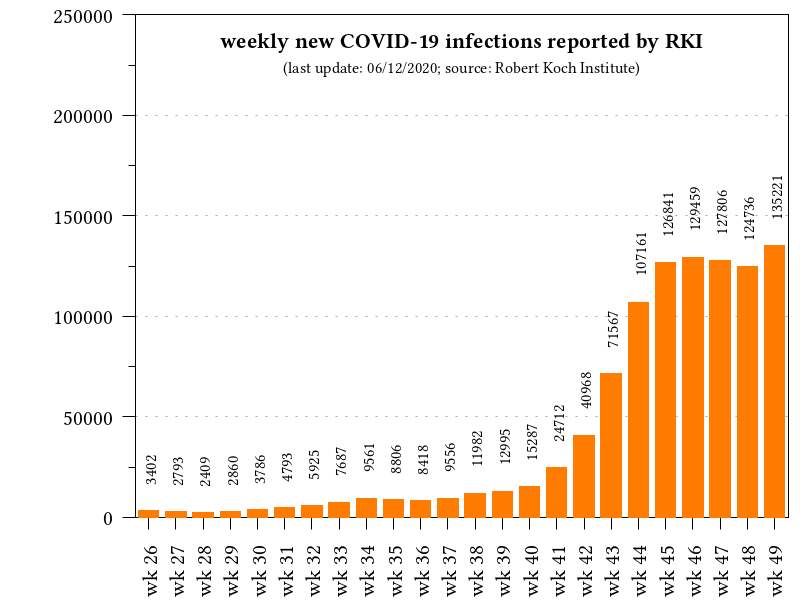 weekly new COVID-19 infections reported by RKI
(last update: 06/12/2020; source: Robert Koch Institute)
250000
200000
150000
100000
50000
0
3402
2793
2409
2860
3786
4793
5925
7687
9561
8806
8418
9556
11982
12995
15287
24712
40968
71567
107161
126841
129459
127806
124736
135221
wk 26
wk 27
wk 28
wk 29
wk 30
wk 31
wk 32
wk 33
wk 34
wk 35
wk 36
wk 37
wk 38
wk 39
wk 40
wk 41
wk 42
wk 43
wk 44
wk 45
wk 46
wk 47
wk 48
wk 49